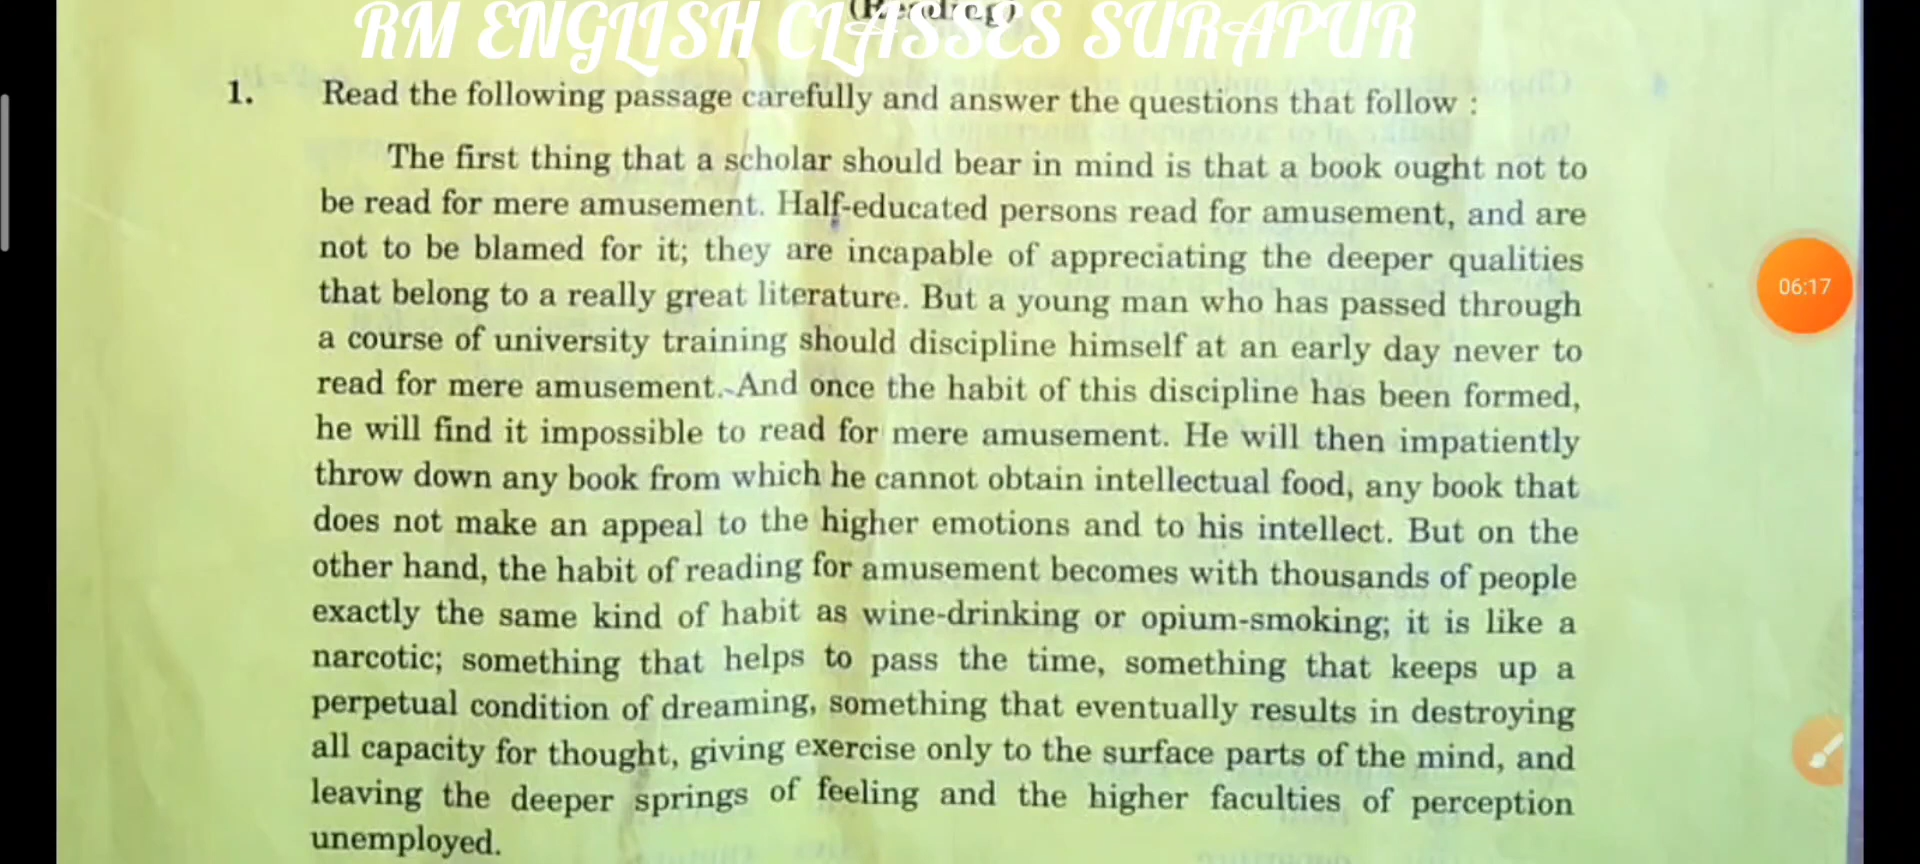 (Reading)
RM ENGLISH CLASSES SURAPUR
1. Read the following passage carefully and answer the questions that follow :
The first thing that a scholar should bear in mind is that a book ought not to
be read for mere amusement. Half-educated persons read for amusement, and are
not to be blamed for it; they are incapable of appreciating the deeper qualities
that belong to a really great literature. But a young man who has passed through
a course of university training should discipline himself at an early day never to
read for mere amusement. And once the habit of this discipline has been formed,
he will find it impossible to read for mere amusement. He will then impatiently
throw down any book from which he cannot obtain intellectual food, any book that
does not make an appeal to the higher emotions and to his intellect. But on the
other hand, the habit of reading for amusement becomes with thousands of people
exactly the same kind of habit as wine-drinking or opium-smoking; it is like a
narcotic; something that helps to pass the time, something that keeps up a
perpetual condition of dreaming, something that eventually results in destroying
all capacity for thought, giving exercise only to the surface parts of the mind, and
leaving the deeper springs of feeling and the higher faculties of perception
unemployed.
06:17